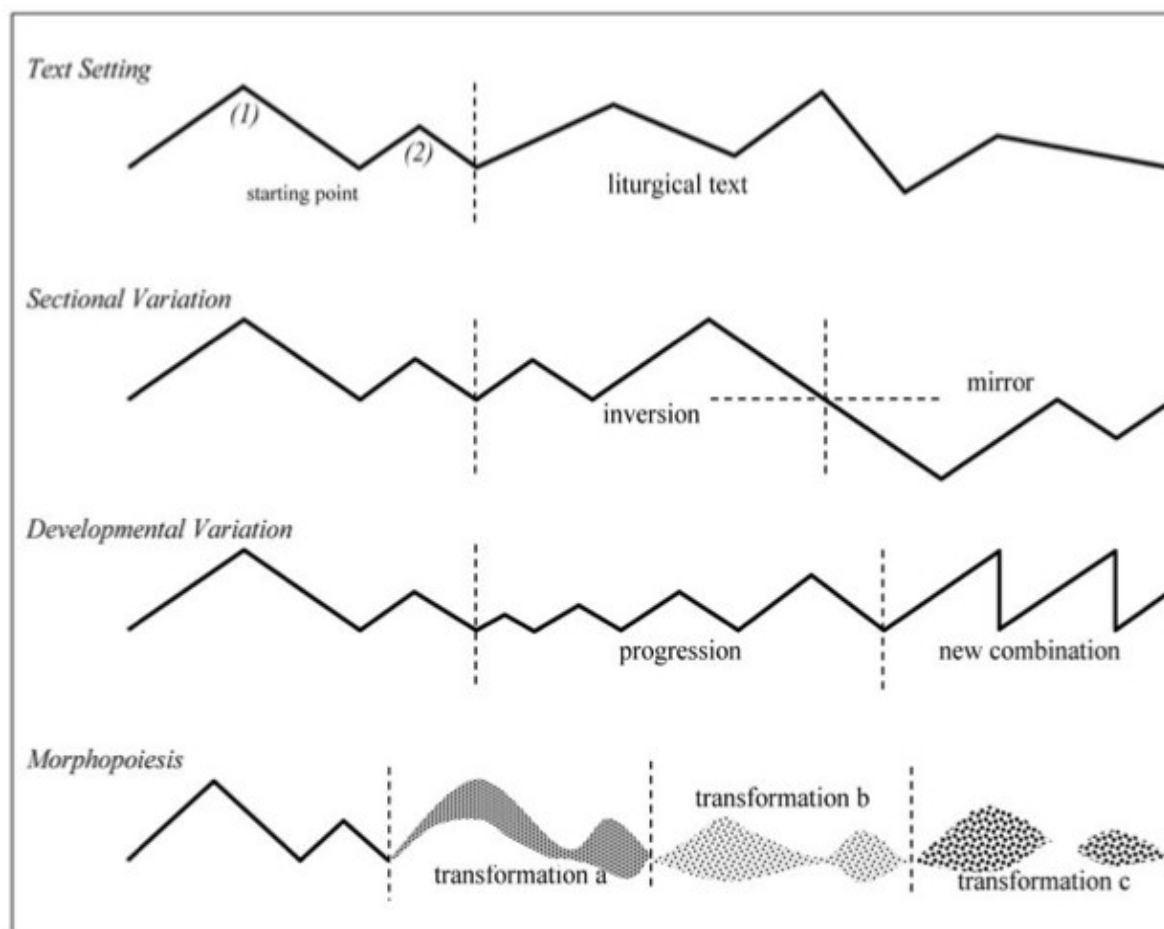 Text Setting
(1)
(2)
starting point
liturgical text
Sectional Variation
mirror
inversion
Developmental Variation
progression
new combination
Morphopoiesis
transformation b
transformation a
transformation c